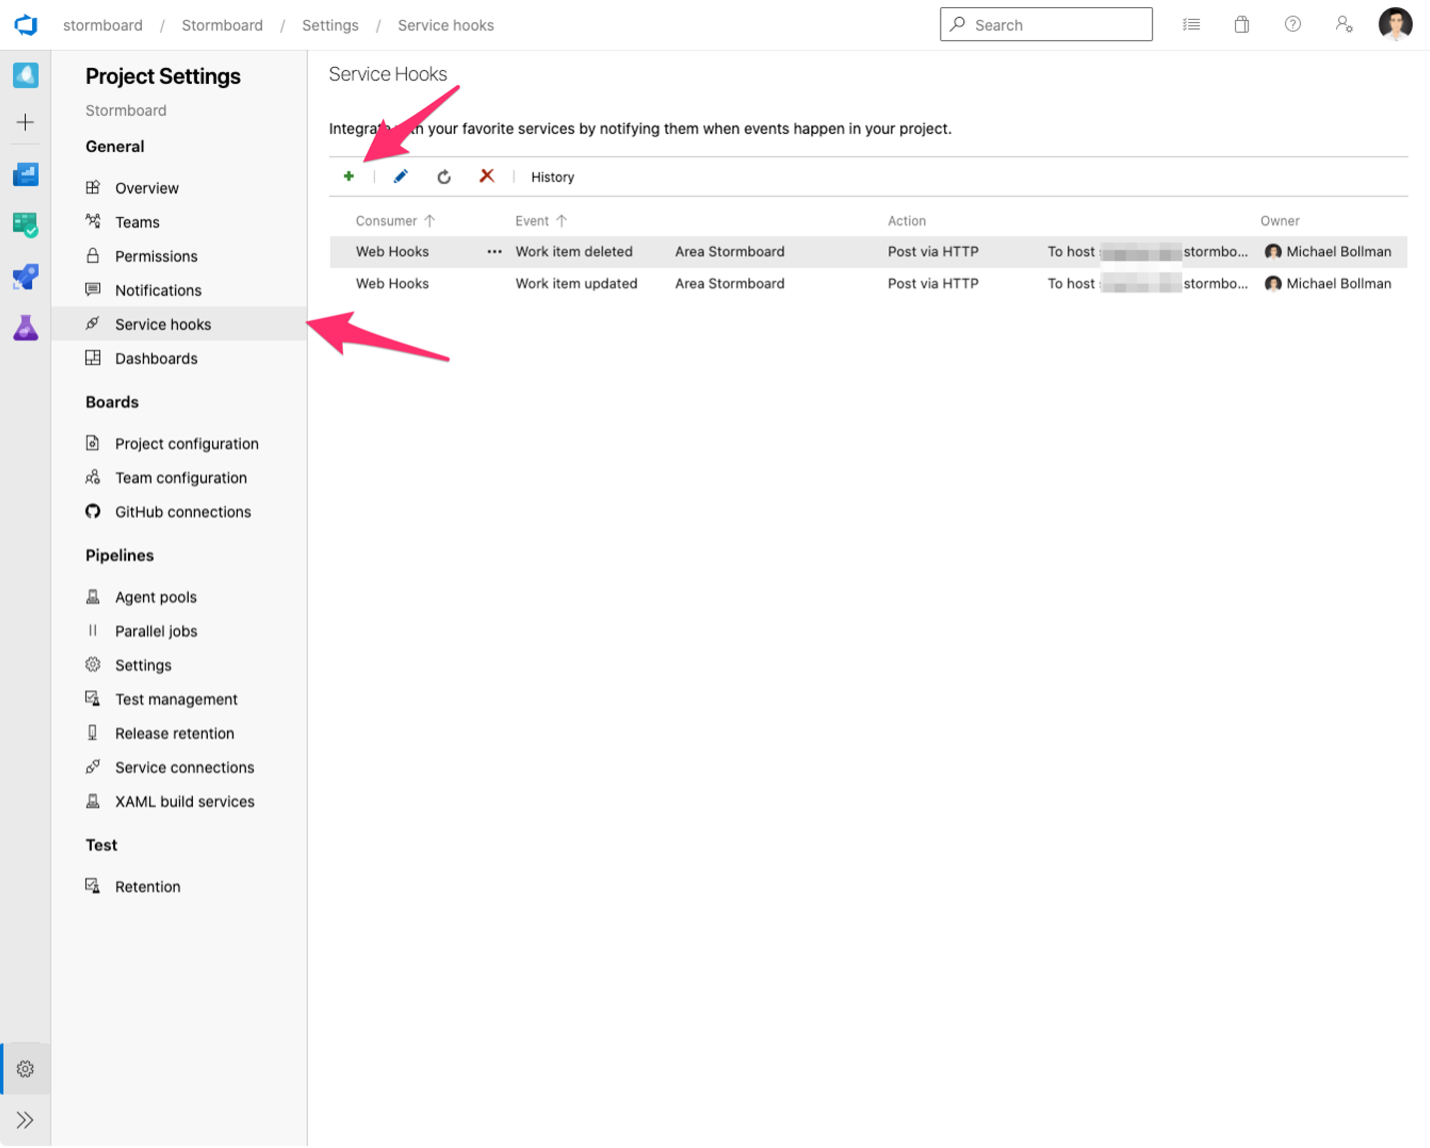 stormboard / Stormboard / Settings / Service hooks
Search
Project Settings
Stormboard
General
Overview
Teams
Permissions
Notifications
Service hooks
Dashboards
Boards
Project configuration
Team configuration
GitHub connections
Pipelines
Agent pools
Parallel jobs
Settings
Test management
Release retention
Service connections
XAML build services
Test
Retention
Service Hooks
Integrate your favorite services by notifying them when events happen in your project.
History
Consumer Event Action Owner
Web Hooks ... Work item deleted Area Stormboard Post via HTTP To host stormbo... Michael Bollman
Web Hooks Work item updated Area Stormboard Post via HTTP To host stormbo... Michael Bollman